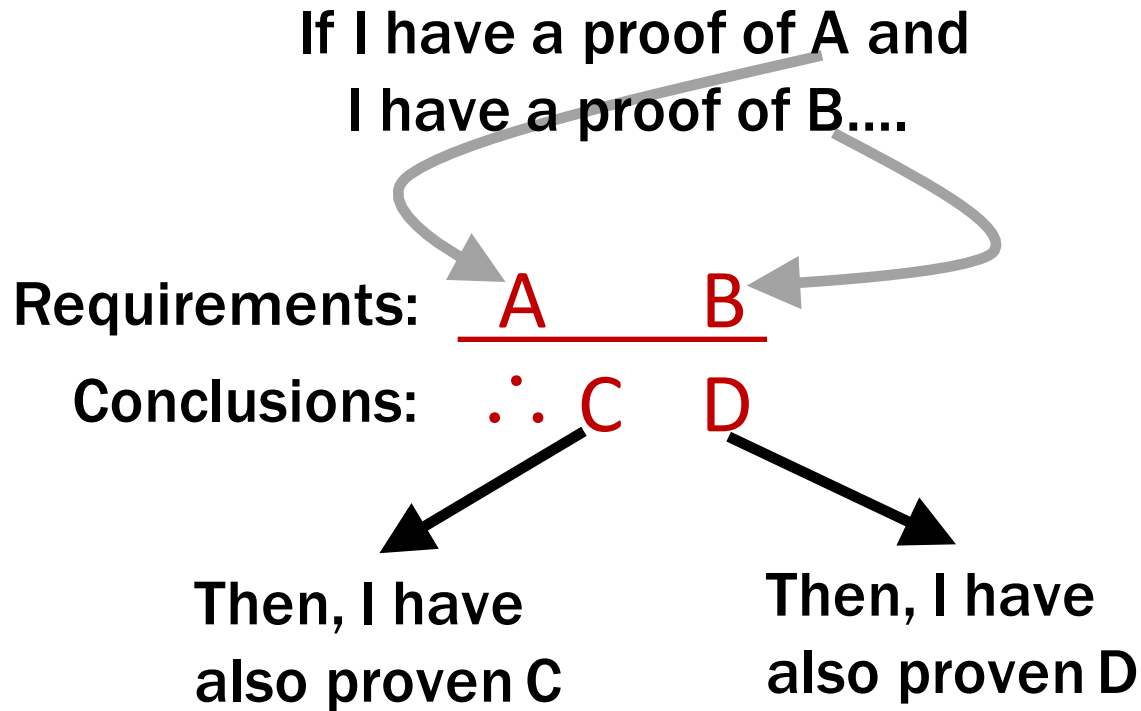 If I have a proof of A and
I have a proof of B....
Requirements: A B
Conclusions: ∴ C D
Then, I have
also proven C
Then, I have
also proven D